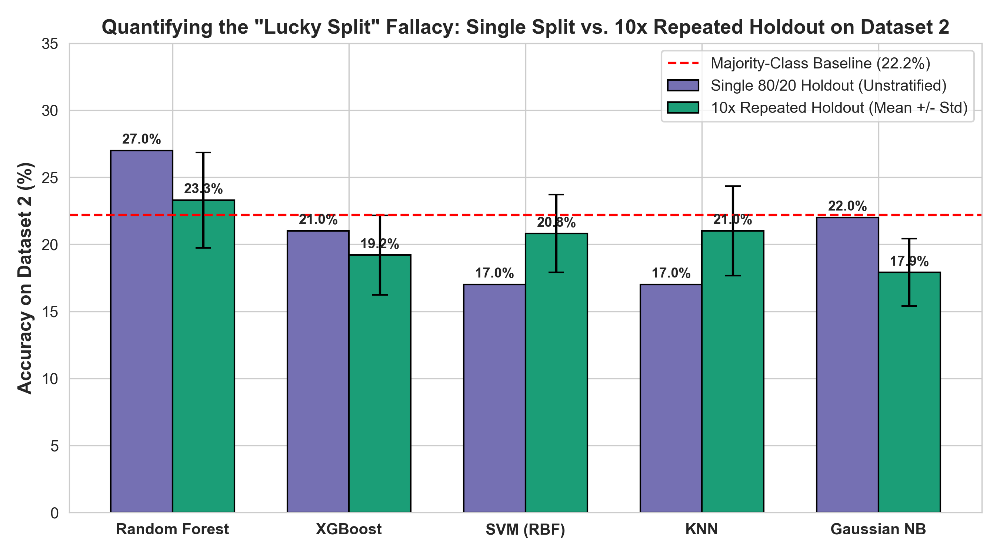 Quantifying the "Lucky Split" Fallacy: Single Split vs. 10x Repeated Holdout on Dataset 2
Accuracy on Dataset 2 (%)
35
30
25
20
15
10
5
0
Majority-Class Baseline (22.2%)
Single 80/20 Holdout (Unstratified)
10x Repeated Holdout (Mean +/- Std)
27.0%
23.3%
21.0%
19.2%
17.0%
20.8%
17.0%
21.0%
22.0%
17.9%
Random Forest
XGBoost
SVM (RBF)
KNN
Gaussian NB